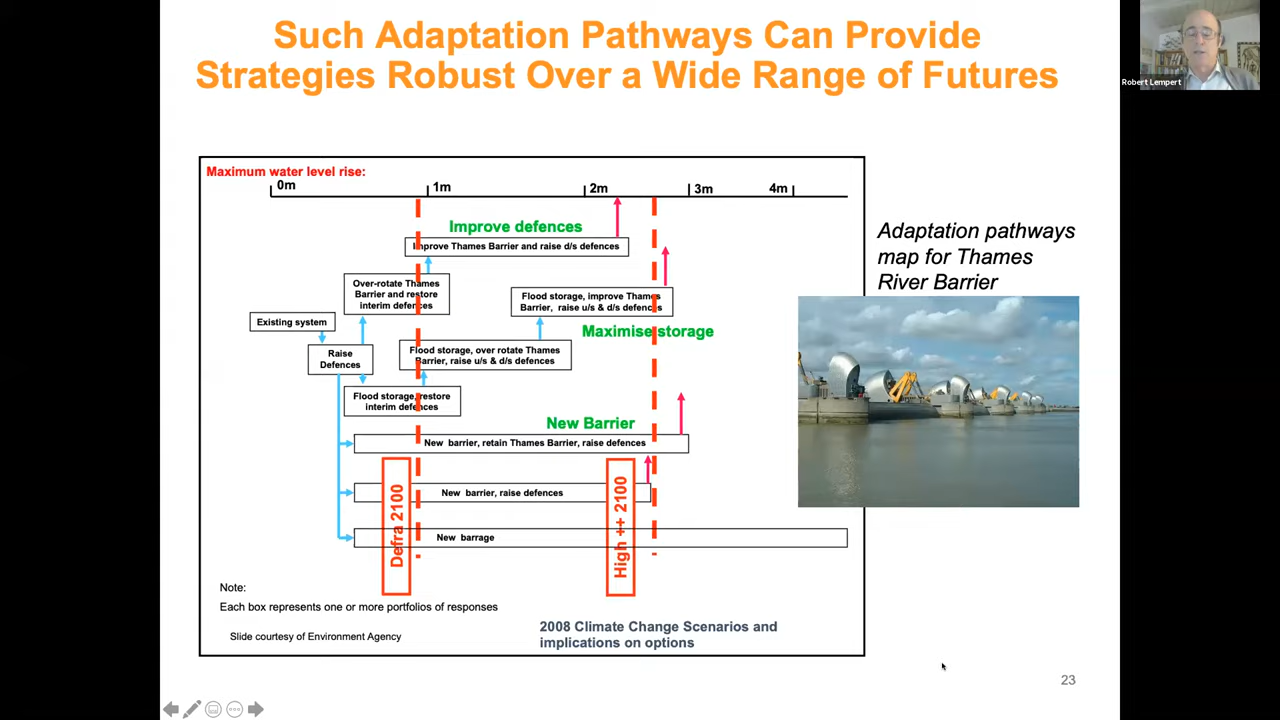 Such Adaptation Pathways Can Provide
Strategies Robust Over a Wide Range of Futures
Robert Lempert
Maximum water level rise:
0m
1m
2m
3m
4m
Improve defences
Improve Thames Barrier and raise d/s defences
Over-rotate Thames
Barrier and restore
interim defences
Flood storage, improve Thames
Barrier, raise u/s & d/s defences
Existing system
Maximise storage
Raise
Defences
Flood storage, over rotate Thames
Barrier, raise u/s & d/s defences
Flood storage, restore
interim defences
New Barrier
New barrier, retain Thames Barrier, raise defences
New barrier, raise defences
New barrage
Defra 2100
High ++ 2100
Note:
Each box represents one or more portfolios of responses
Slide courtesy of Environment Agency
2008 Climate Change Scenarios and
implications on options
Adaptation pathways
map for Thames
River Barrier
23